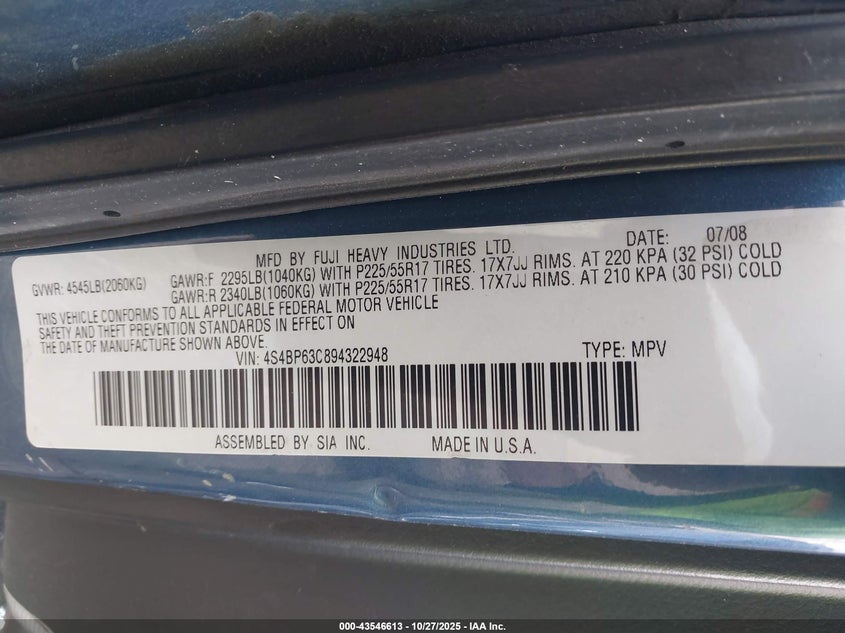 MFD BY FUJI HEAVY INDUSTRIES LTD. DATE: 07/08
GVWR: 4545LB(2060KG) GAWR:F 2295LB(1040KG) WITH P225/55R17 TIRES. 17X7JJ RIMS. AT 220 KPA (32 PSI) COLD
GAWR:R 2340LB(1060KG) WITH P225/55R17 TIRES. 17X7JJ RIMS. AT 210 KPA (30 PSI) COLD
THIS VEHICLE CONFORMS TO ALL APPLICABLE FEDERAL MOTOR VEHICLE
SAFETY AND THEFT PREVENTION STANDARDS IN EFFECT ON
THE DATE OF MANUFACTURE SHOWN ABOVE.
VIN: 4S4BP63C894322948 TYPE: MPV
ASSEMBLED BY SIA INC. MADE IN U.S.A.
000-43546613 - 10/27/2025 - IAA Inc.